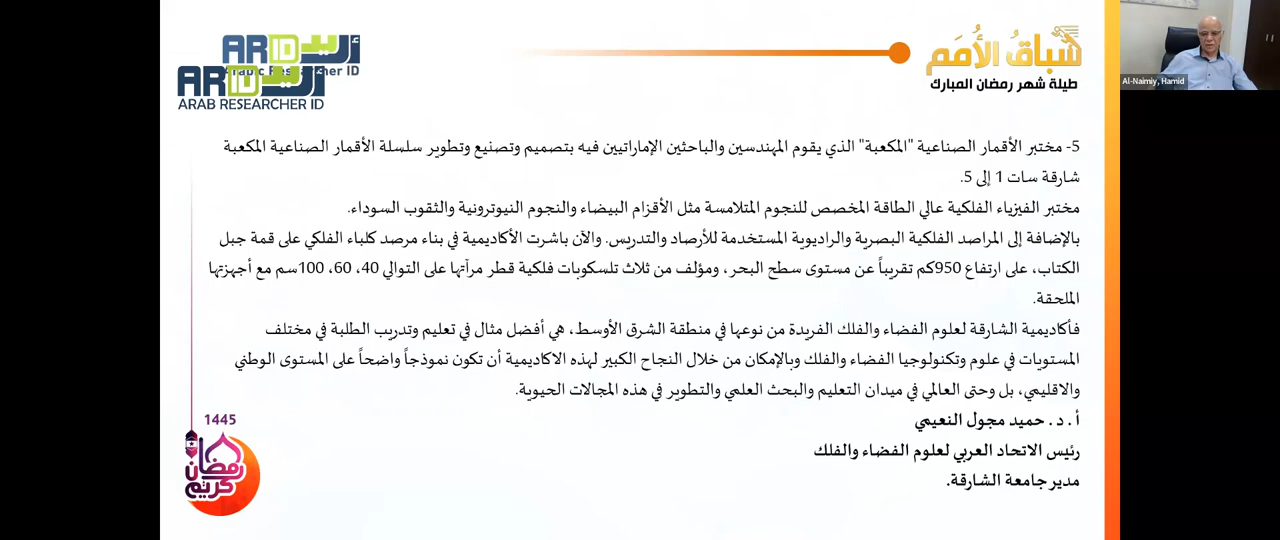 أريد
ARID
Arabic Researcher ID
أريد
ARID
ARAB RESEARCHER ID
سباقُ الأُمَم
طيلة شهر رمضان المبارك
Al-Naimiy, Hamid
5- مختبر الأقمار الصناعية "المكعبة" الذي يقوم المهندسين والباحثين الإماراتيين فيه بتصميم وتصنيع وتطوير سلسلة الأقمار الصناعية المكعبة
شارقة سات 1 إلى 5.
مختبر الفيزياء الفلكية عالي الطاقة المخصص للنجوم المتلامسة مثل الأقزام البيضاء والنجوم النيوترونية والثقوب السوداء.
بالإضافة إلى المراصد الفلكية البصرية والراديوية المستخدمة للأرصاد والتدريس. والآن باشرت الأكاديمية في بناء مرصد كلباء الفلكي على قمة جبل
الكتاب، على ارتفاع 950كم تقريباً عن مستوى سطح البحر، ومؤلف من ثلاث تلسكوبات فلكية قطر مرآتها على التوالي 40، 60، 100سم مع أجهزتها
الملحقة.
فأكاديمية الشارقة لعلوم الفضاء والفلك الفريدة من نوعها في منطقة الشرق الأوسط، هي أفضل مثال في تعليم وتدريب الطلبة في مختلف
المستويات في علوم وتكنولوجيا الفضاء والفلك وبالإمكان من خلال النجاح الكبير لهذه الاكاديمية أن تكون نموذجاً واضحاً على المستوى الوطني
والاقليمي، بل وحتى العالمي في ميدان التعليم والبحث العلمي والتطوير في هذه المجالات الحيوية.
أ . د . حميد مجول النعيمي
رئيس الاتحاد العربي لعلوم الفضاء والفلك
مدير جامعة الشارقة.
1445
رمضان
كريم